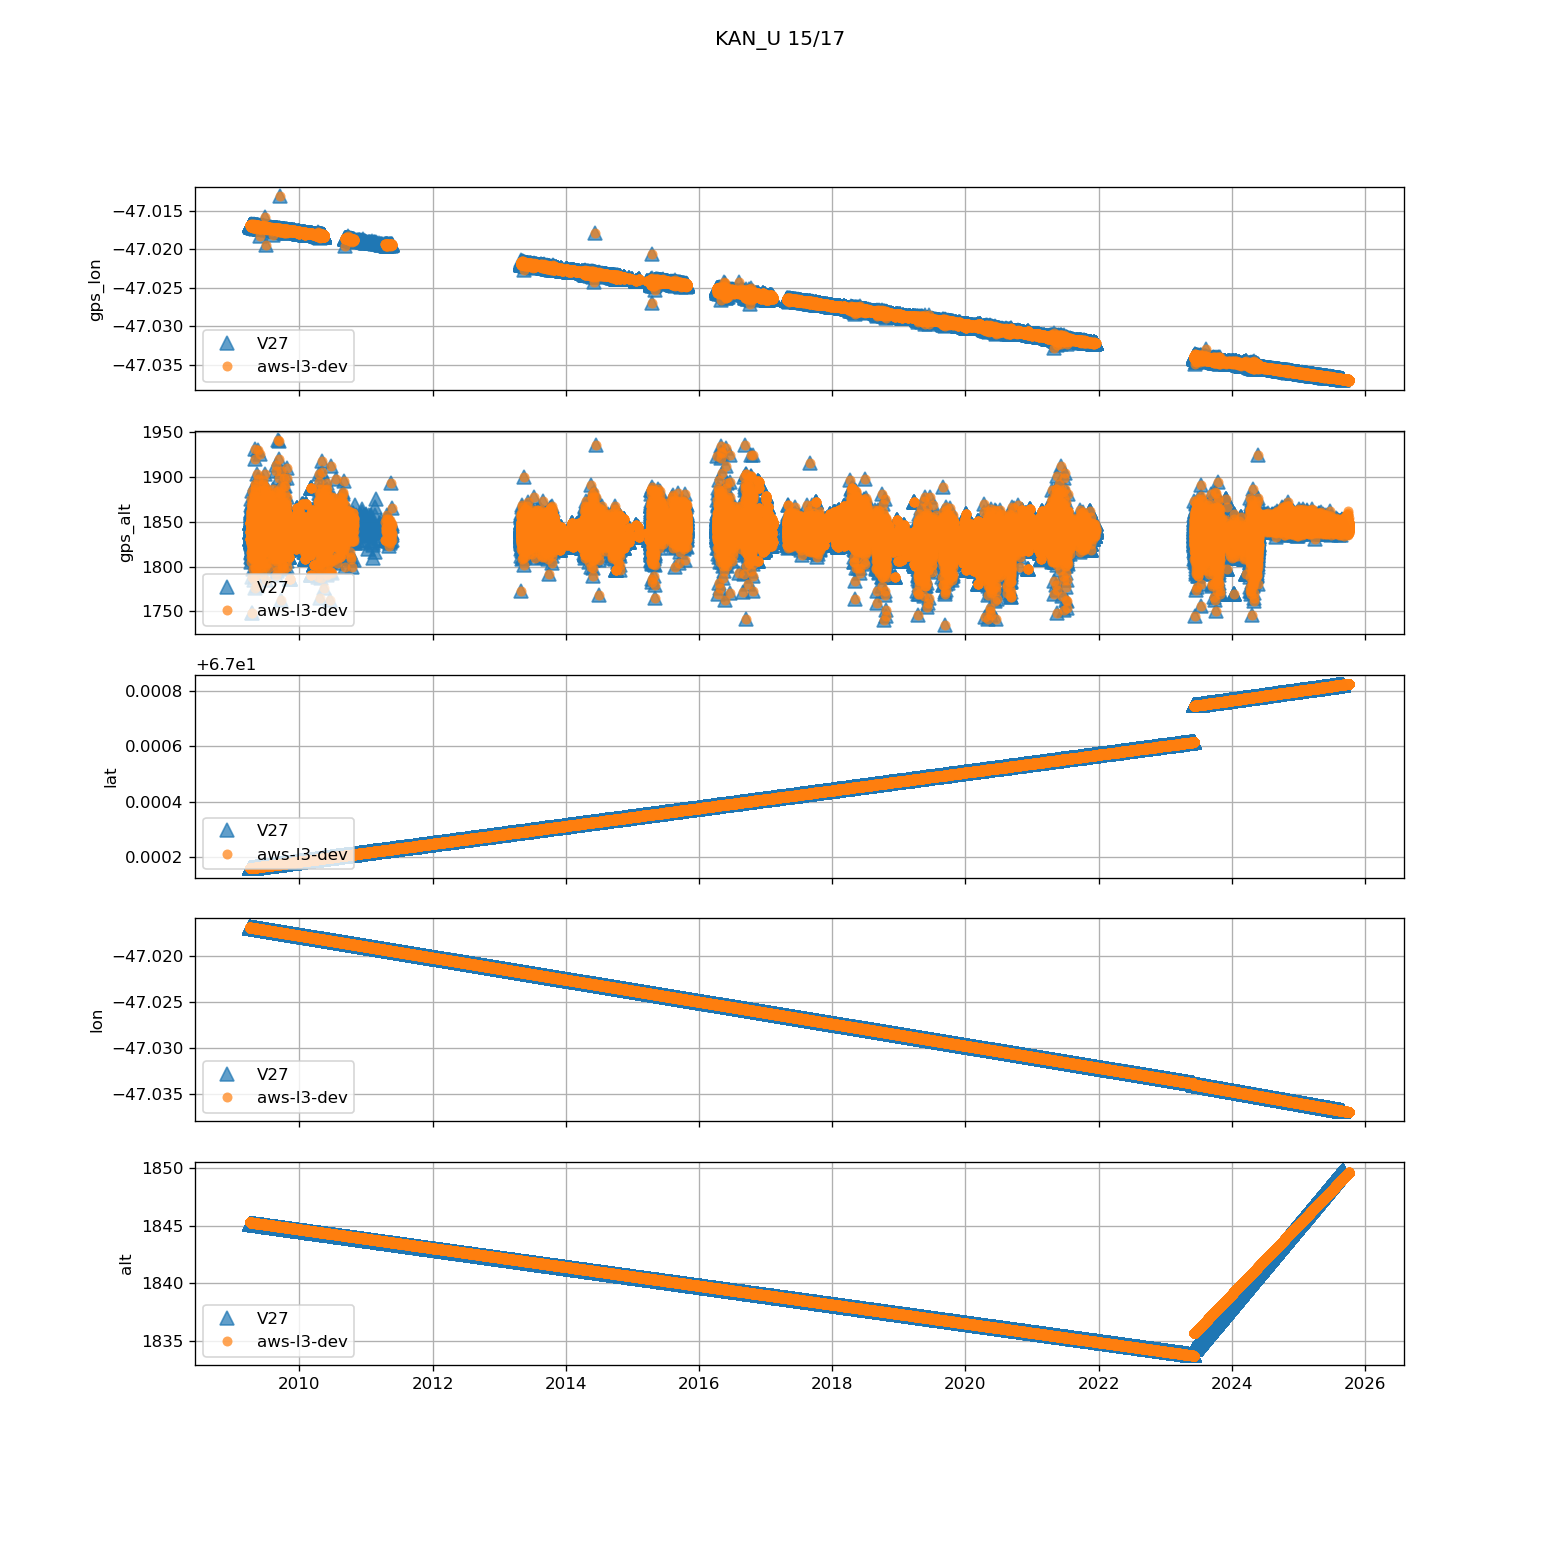 KAN_U 15/17
gps_lon
−47.015
−47.020
−47.025
−47.030
−47.035
V27
aws-l3-dev
gps_alt
1950
1900
1850
1800
1750
V27
aws-l3-dev
+6.7e1
lat
0.0008
0.0006
0.0004
0.0002
V27
aws-l3-dev
lon
−47.020
−47.025
−47.030
−47.035
V27
aws-l3-dev
alt
1850
1845
1840
1835
V27
aws-l3-dev
2010 2012 2014 2016 2018 2020 2022 2024 2026